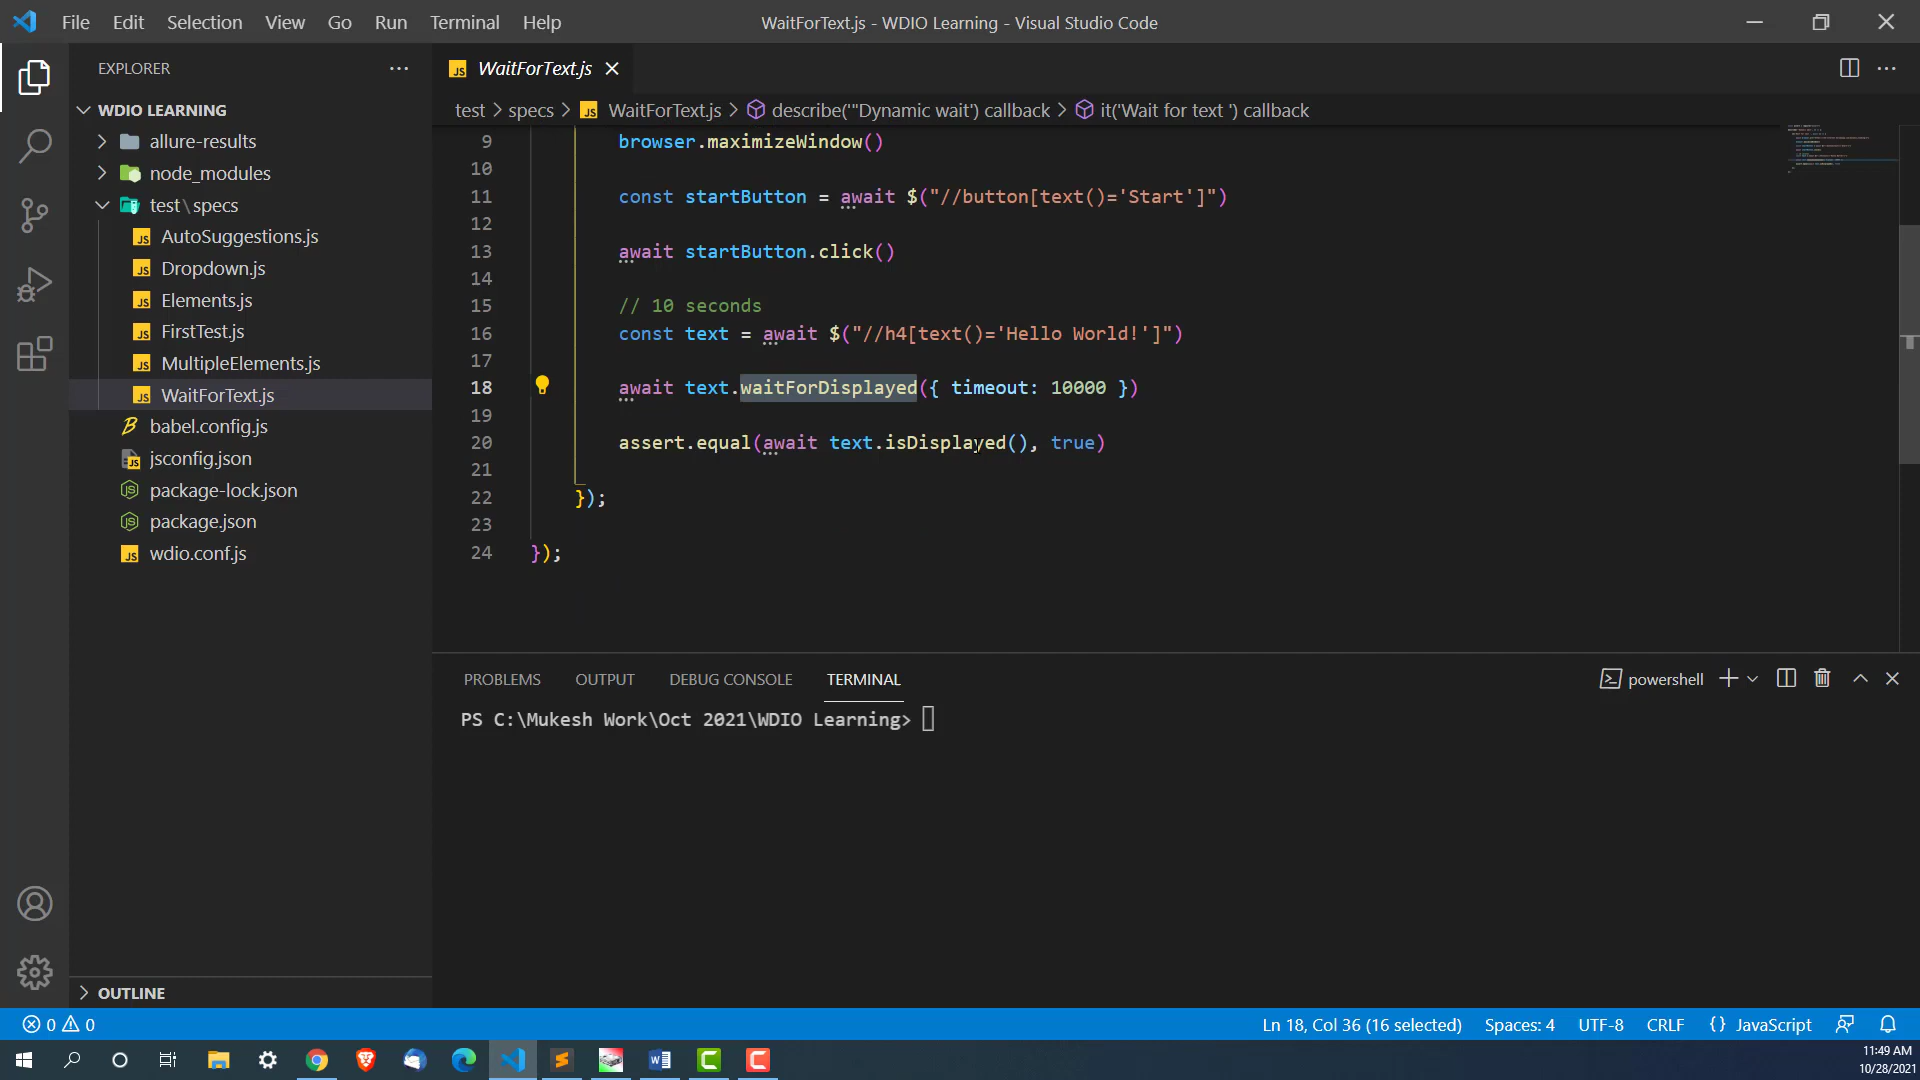 File Edit Selection View Go Run Terminal Help
WaitForText.js - WDIO Learning - Visual Studio Code
EXPLORER
WaitForText.js
WDIO LEARNING
allure-results
node_modules
test\specs
AutoSuggestions.js
Dropdown.js
Elements.js
FirstTest.js
MultipleElements.js
WaitForText.js
babel.config.js
jsconfig.json
package-lock.json
package.json
wdio.conf.js
OUTLINE
test > specs > WaitForText.js > describe('"Dynamic wait') callback > it('Wait for text ') callback
9 browser.maximizeWindow()
10
11 const startButton = await $("//button[text()='Start']")
12
13 await startButton.click()
14
15 // 10 seconds
16 const text = await $("//h4[text()='Hello World!']")
17
18 await text.waitForDisplayed({ timeout: 10000 })
19
20 assert.equal(await text.isDisplayed(), true)
21
22 });
23
24 });
PROBLEMS OUTPUT DEBUG CONSOLE TERMINAL
powershell
PS C:\Mukesh Work\Oct 2021\WDIO Learning>
0 0
Ln 18, Col 36 (16 selected) Spaces: 4 UTF-8 CRLF {} JavaScript
11:49 AM
10/28/2021